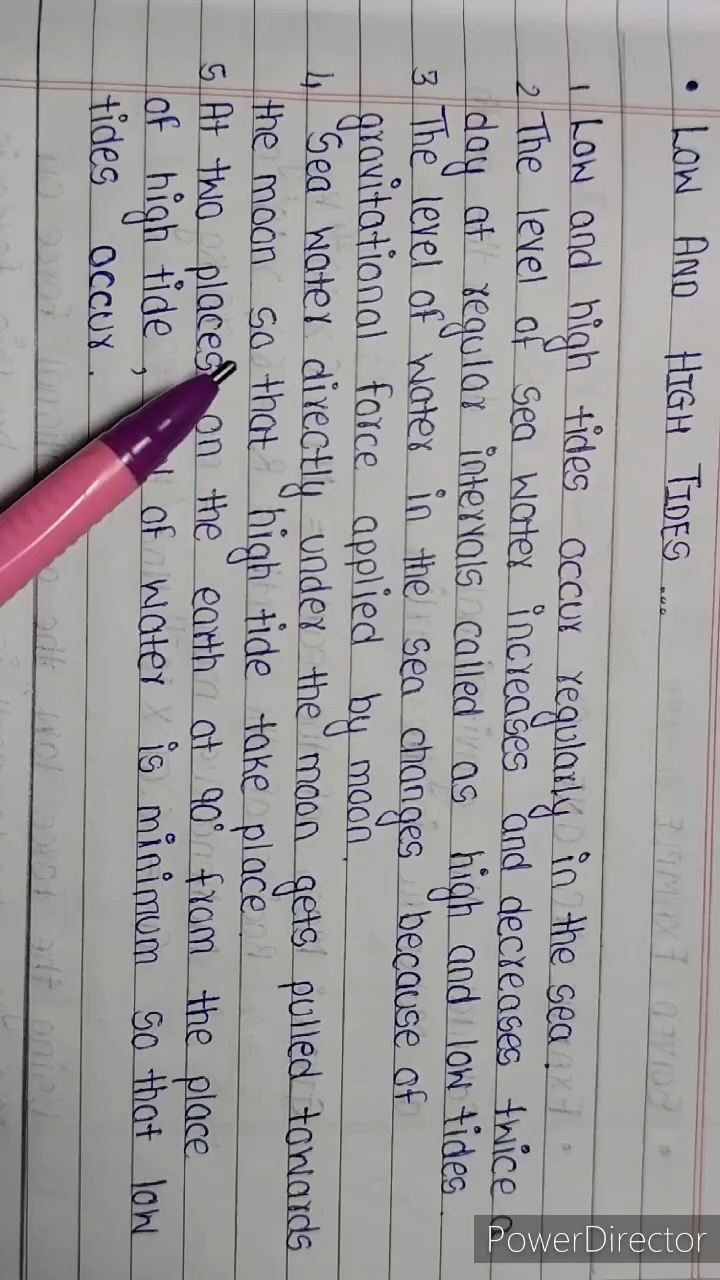 • LOW AND HIGH TIDES ...
1 Low and high tides occur regularly in the sea.
2 The level of sea water increases and decreases twice a
day at regular intervals called as high and low tides.
3 The level of water in the sea changes because of
gravitational force applied by moon.
4 Sea water directly under the moon gets pulled towards
the moon so that high tide take place.
5 At two places on the earth at 90° from the place
of high tide, of water is minimum so that low
tides occur.
PowerDirector